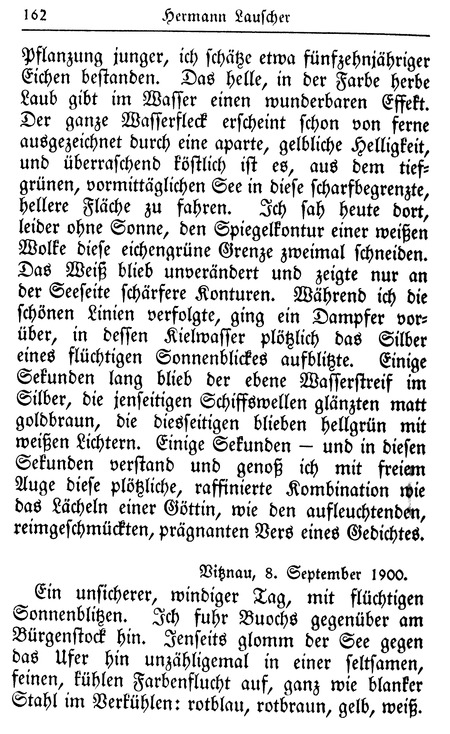 162 Hermann Lauscher
Pflanzung junger, ich schätze etwa fünfzehnjähriger
Eichen bestanden. Das helle, in der Farbe herbe
Laub gibt im Wasser einen wunderbaren Effekt.
Der ganze Wasserfleck erscheint schon von ferne
ausgezeichnet durch eine aparte, gelbliche Helligkeit,
und überraschend köstlich ist es, aus dem tief-
grünen, vormittäglichen See in diese scharfbegrenzte,
hellere Fläche zu fahren. Ich sah heute dort,
leider ohne Sonne, den Spiegelkontur einer weißen
Wolke diese eichengrüne Grenze zweimal schneiden.
Das Weiß blieb unverändert und zeigte nur an
der Seeseite schärfere Konturen. Während ich die
schönen Linien verfolgte, ging ein Dampfer vor-
über, in dessen Kielwasser plötzlich das Silber
eines flüchtigen Sonnenblickes aufblitzte. Einige
Sekunden lang blieb der ebene Wasserstreif im
Silber, die jenseitigen Schiffswellen glänzten matt
goldbraun, die diesseitigen blieben hellgrün mit
weißen Lichtern. Einige Sekunden — und in diesen
Sekunden verstand und genoß ich mit freiem
Auge diese plötzliche, raffinierte Kombination wie
das Lächeln einer Göttin, wie den aufleuchtenden,
reimgeschmückten, prägnanten Vers eines Gedichtes.
Vitznau, 8. September 1900.
Ein unsicherer, windiger Tag, mit flüchtigen
Sonnenblitzen. Ich fuhr Buochs gegenüber am
Bürgenstock hin. Jenseits glomm der See gegen
das Ufer hin unzähligemal in einer seltsamen,
feinen, kühlen Farbenflucht auf, ganz wie blanker
Stahl im Verkühlen: rotblau, rotbraun, gelb, weiß.